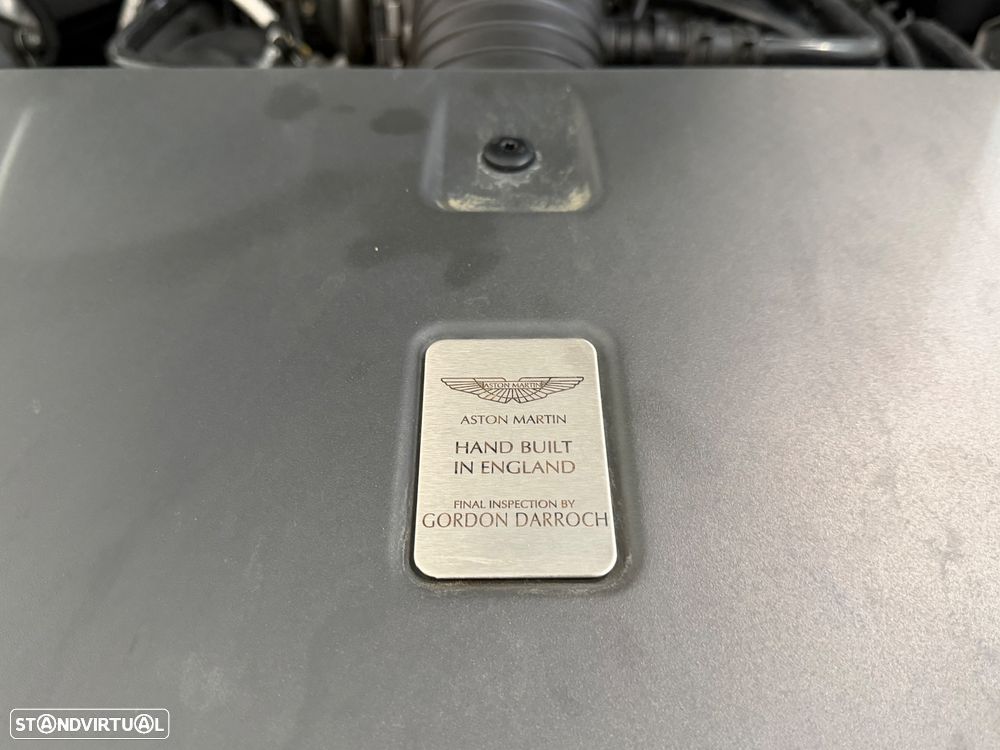 ASTON MARTIN
ASTON MARTIN
HAND BUILT
IN ENGLAND
FINAL INSPECTION BY
GORDON DARROCH
STANDVIRTUAL